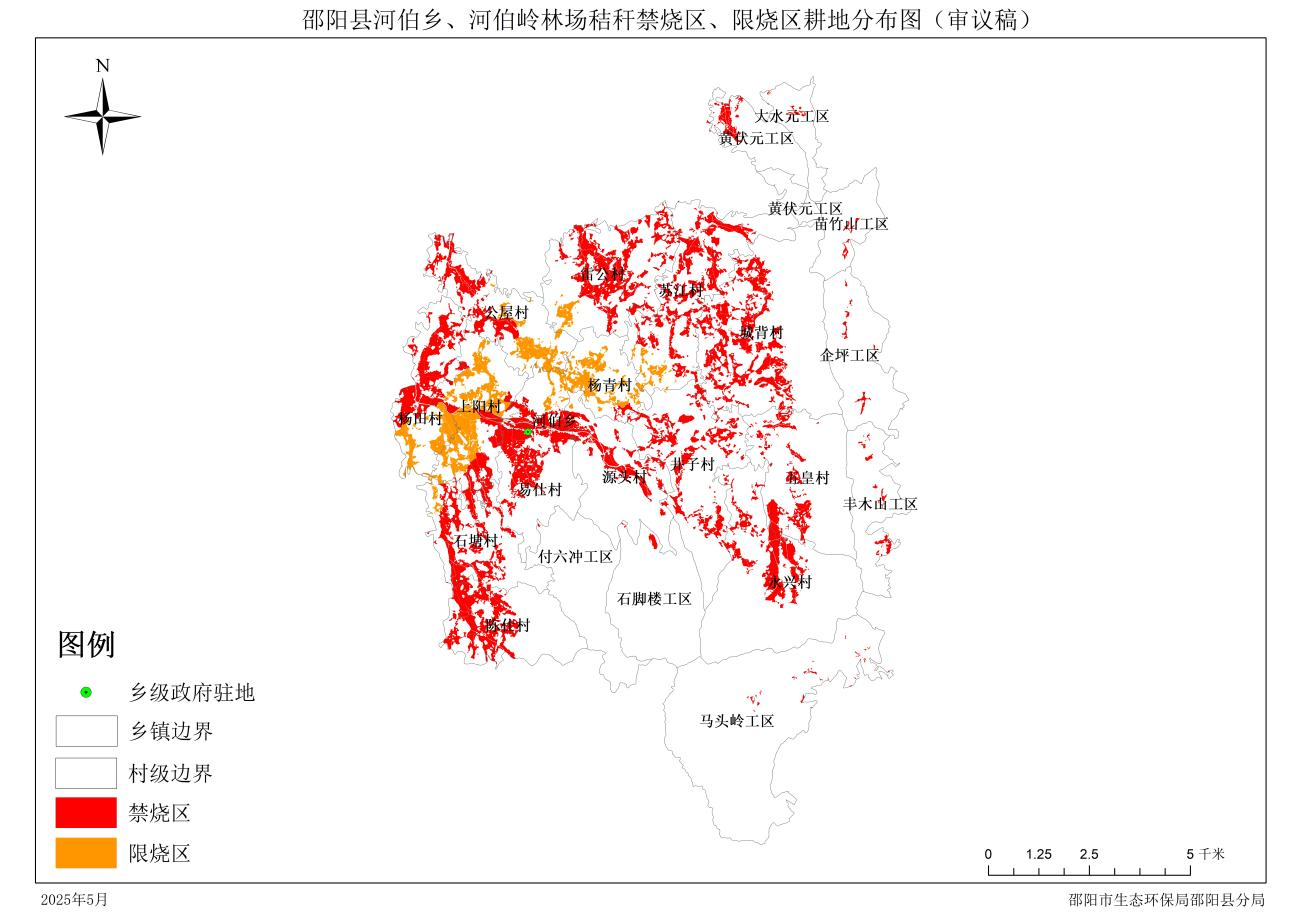 邵阳县河伯乡、河伯岭林场秸秆禁烧区、限烧区耕地分布图（审议稿）
N
大水元工区
黄伏元工区
黄伏元工区
苗竹山工区
雷公村
苏江村
公屋村
城背村
企坪工区
杨青村
上阳村
杨田村
河伯乡
井子村
源头村
五皇村
易仕村
丰木山工区
石塘村
付六冲工区
永兴村
石脚楼工区
陈仕村
马头岭工区
图例
乡级政府驻地
乡镇边界
村级边界
禁烧区
限烧区
0 1.25 2.5 5 千米
2025年5月
邵阳市生态环保局邵阳县分局